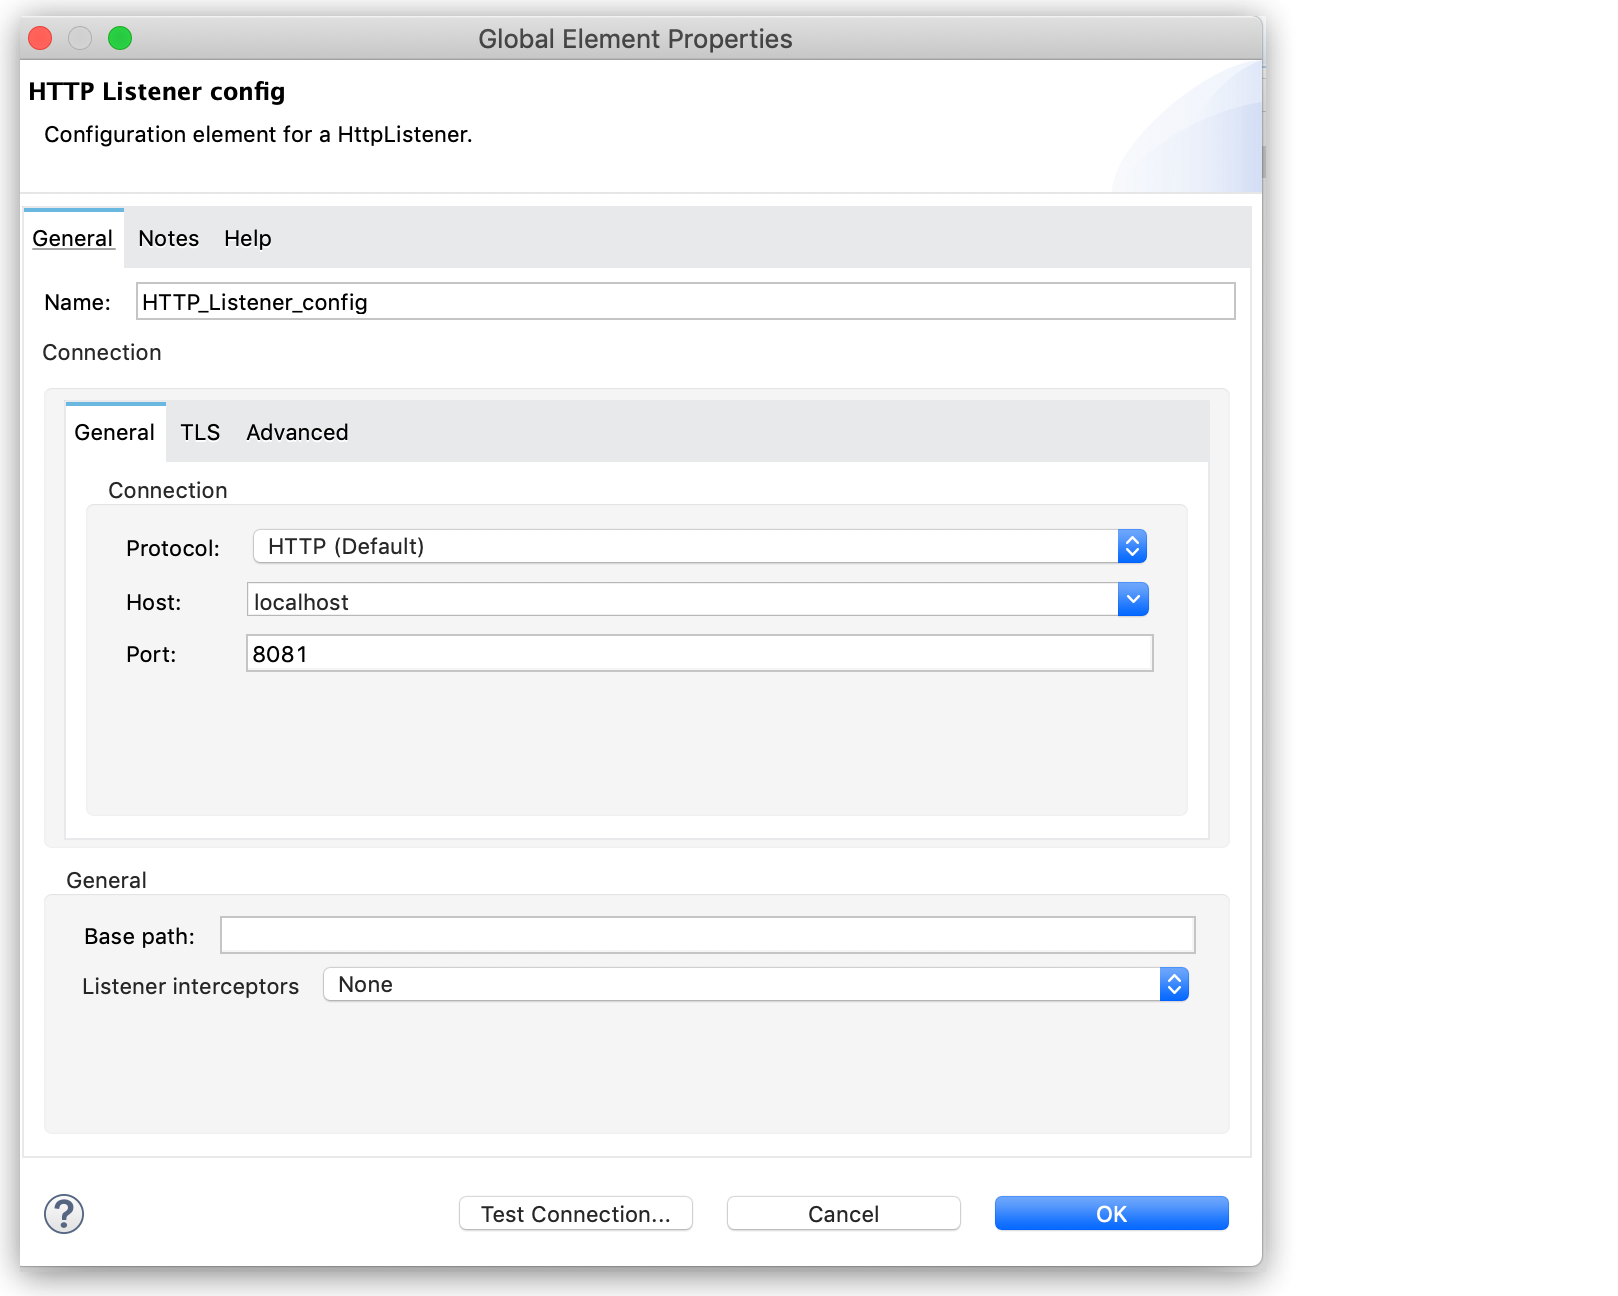 Global Element Properties
HTTP Listener config
Configuration element for a HttpListener.
General Notes Help
Name: HTTP_Listener_config
Connection
General TLS Advanced
Connection
Protocol: HTTP (Default)
Host: localhost
Port: 8081
General
Base path:
Listener interceptors None
? Test Connection... Cancel OK